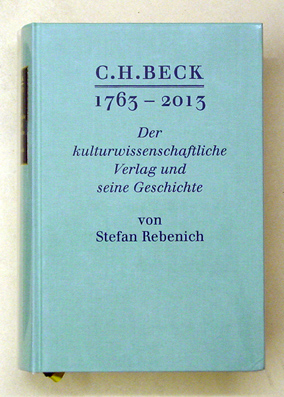 C.H.BECK
1763 – 2013
Der
kulturwissenschaftliche
Verlag und
seine Geschichte
von
Stefan Rebenich